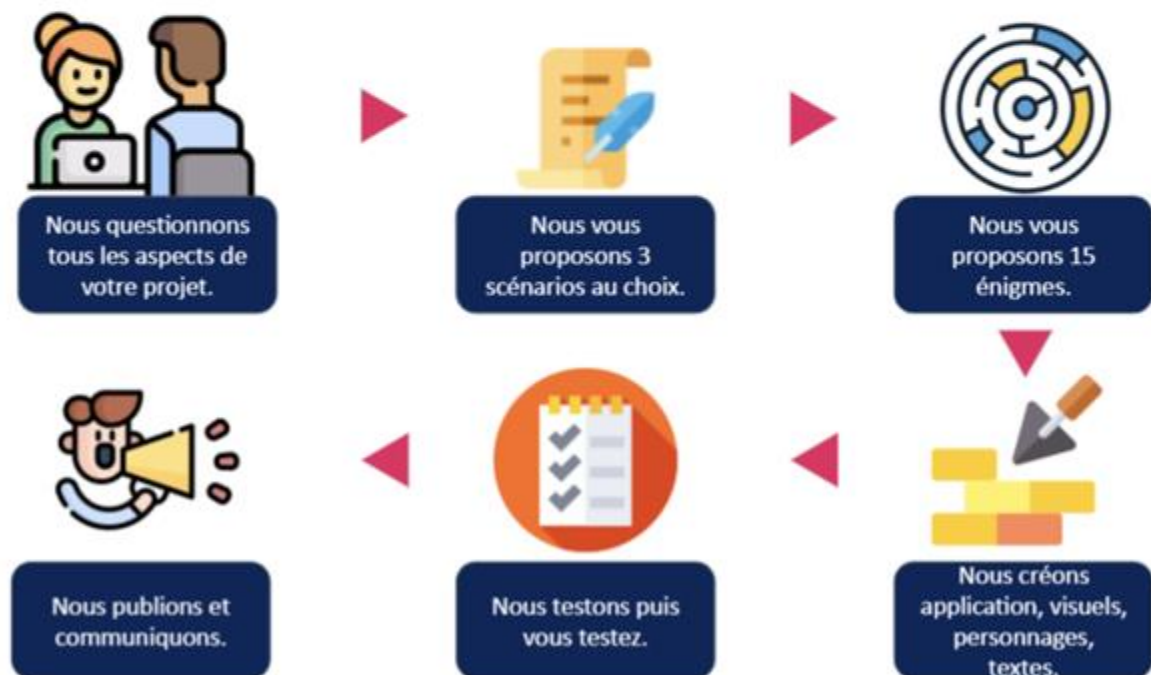 Nous questionnons
tous les aspects de
votre projet.
Nous vous
proposons 3
scénarios au choix.
Nous vous
proposons 15
énigmes.
Nous créons
application, visuels,
personnages,
textes.
Nous testons puis
vous testez.
Nous publions et
communiquons.